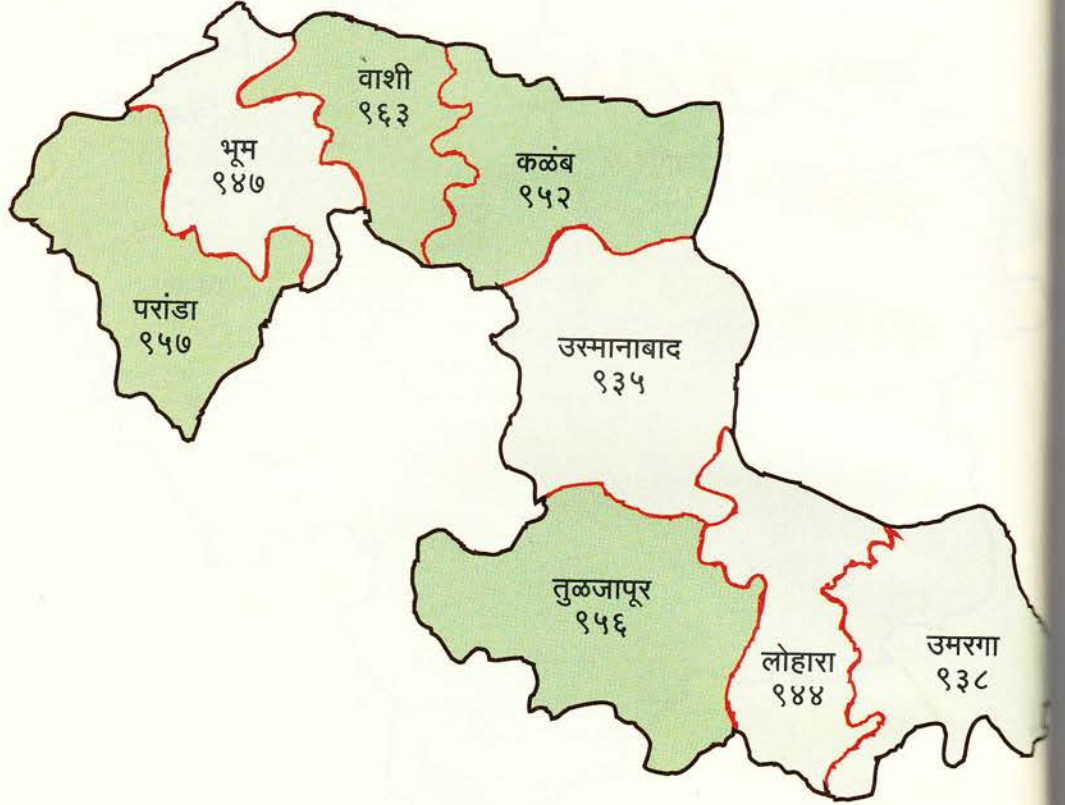 वाशी
९६३
भूम
९४७
कळंब
९५२
परांडा
९५७
उस्मानाबाद
९३५
तुळजापूर
९५६
लोहारा
९४४
उमरगा
९३८